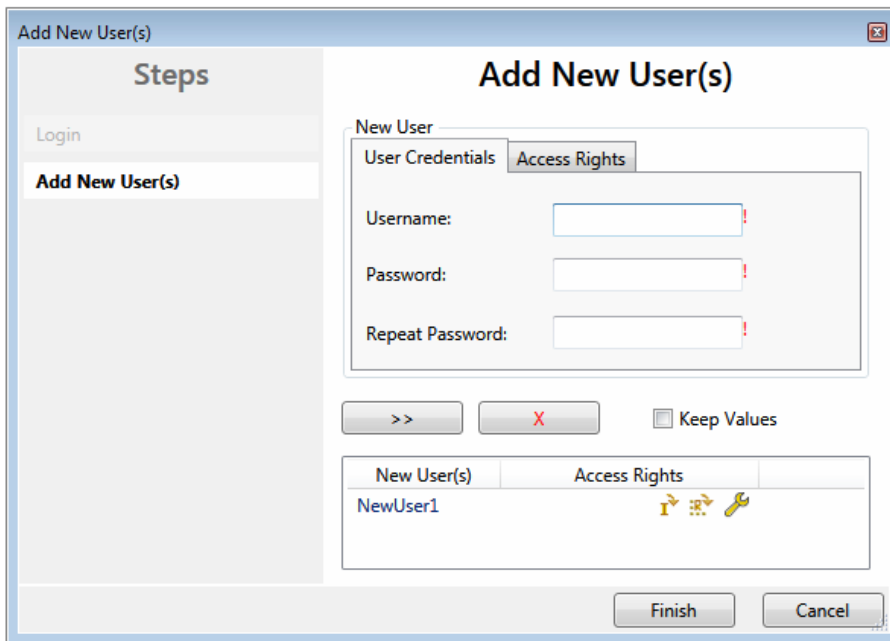 Add New User(s)
Steps
Login
Add New User(s)
Add New User(s)
New User
User Credentials Access Rights
Username: !
Password: !
Repeat Password: !
>> X Keep Values
New User(s) Access Rights
NewUser1 I R
Finish Cancel